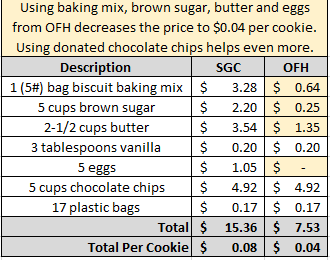 Using baking mix, brown sugar, butter and eggs
from OFH decreases the price to $0.04 per cookie.
Using donated chocolate chips helps even more.
Description SGC OFH
1 (5#) bag biscuit baking mix $ 3.28 $ 0.64
5 cups brown sugar $ 2.20 $ 0.25
2-1/2 cups butter $ 3.54 $ 1.35
3 tablespoons vanilla $ 0.20 $ 0.20
5 eggs $ 1.05 $ -
5 cups chocolate chips $ 4.92 $ 4.92
17 plastic bags $ 0.17 $ 0.17
Total $ 15.36 $ 7.53
Total Per Cookie $ 0.08 $ 0.04